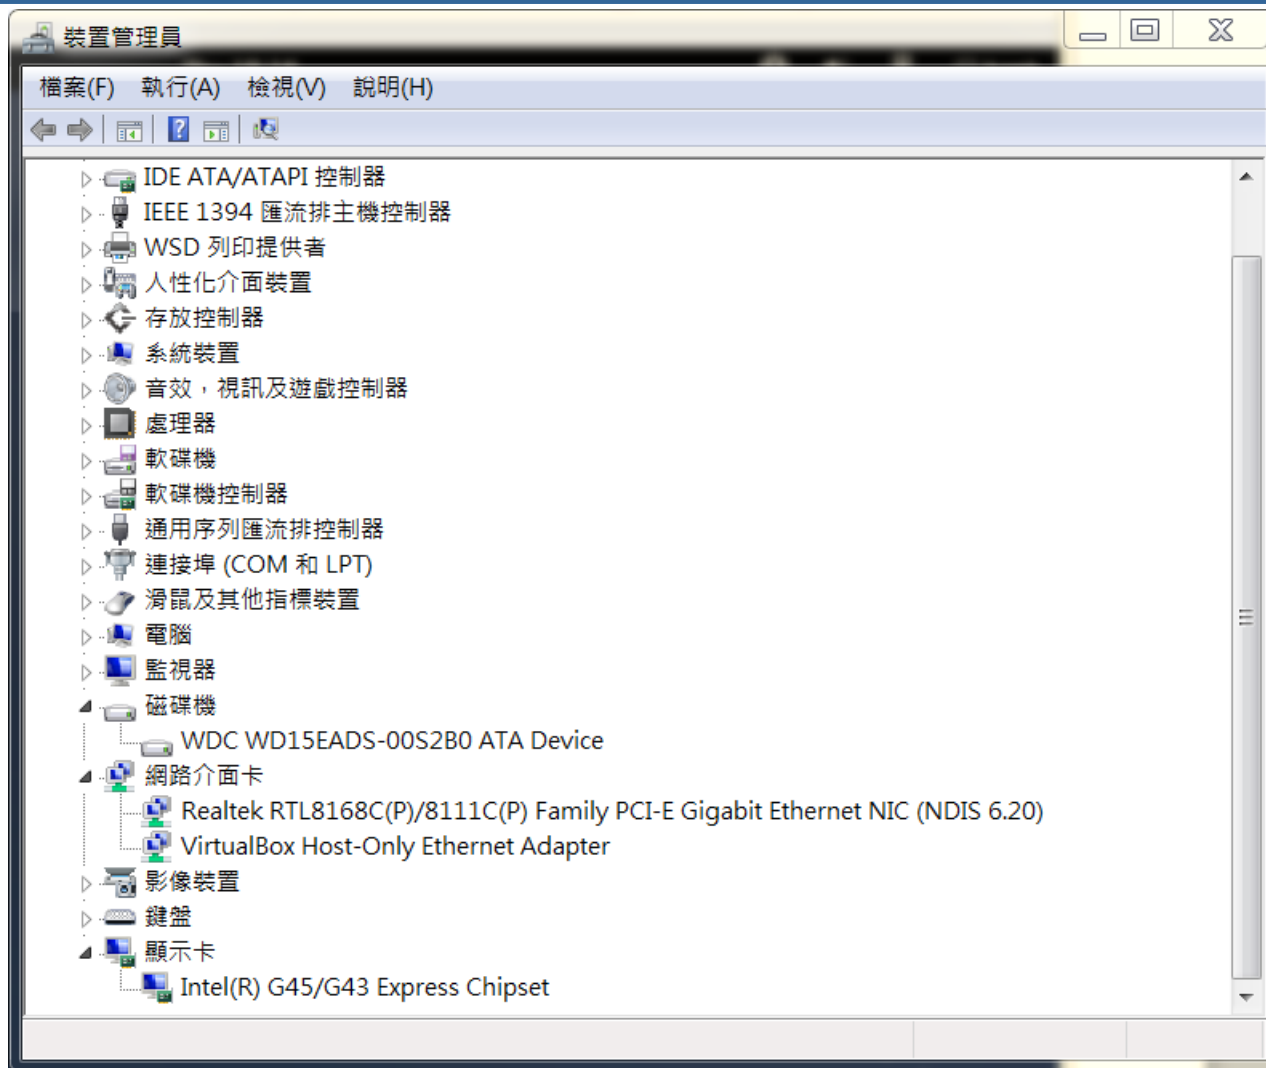 裝置管理員
檔案(F) 執行(A) 檢視(V) 說明(H)
IDE ATA/ATAPI 控制器
IEEE 1394 匯流排主機控制器
WSD 列印提供者
人性化介面裝置
存放控制器
系統裝置
音效，視訊及遊戲控制器
處理器
軟碟機
軟碟機控制器
通用序列匯流排控制器
連接埠 (COM 和 LPT)
滑鼠及其他指標裝置
電腦
監視器
磁碟機
WDC WD15EADS-00S2B0 ATA Device
網路介面卡
Realtek RTL8168C(P)/8111C(P) Family PCI-E Gigabit Ethernet NIC (NDIS 6.20)
VirtualBox Host-Only Ethernet Adapter
影像裝置
鍵盤
顯示卡
Intel(R) G45/G43 Express Chipset